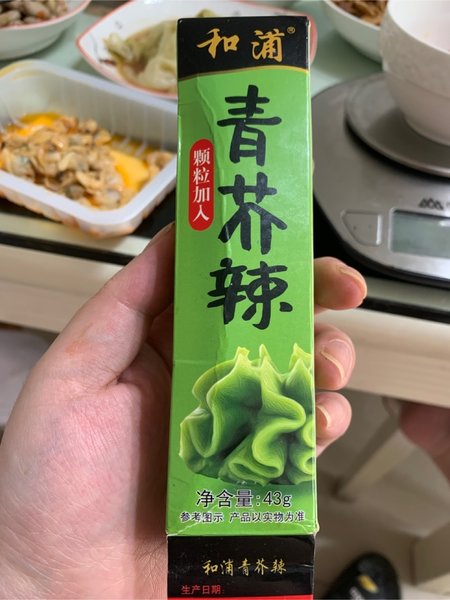 和浦®
青芥辣
颗粒加入
净含量:43g
参考图示 产品以实物为准
和浦青芥辣
生产日期: